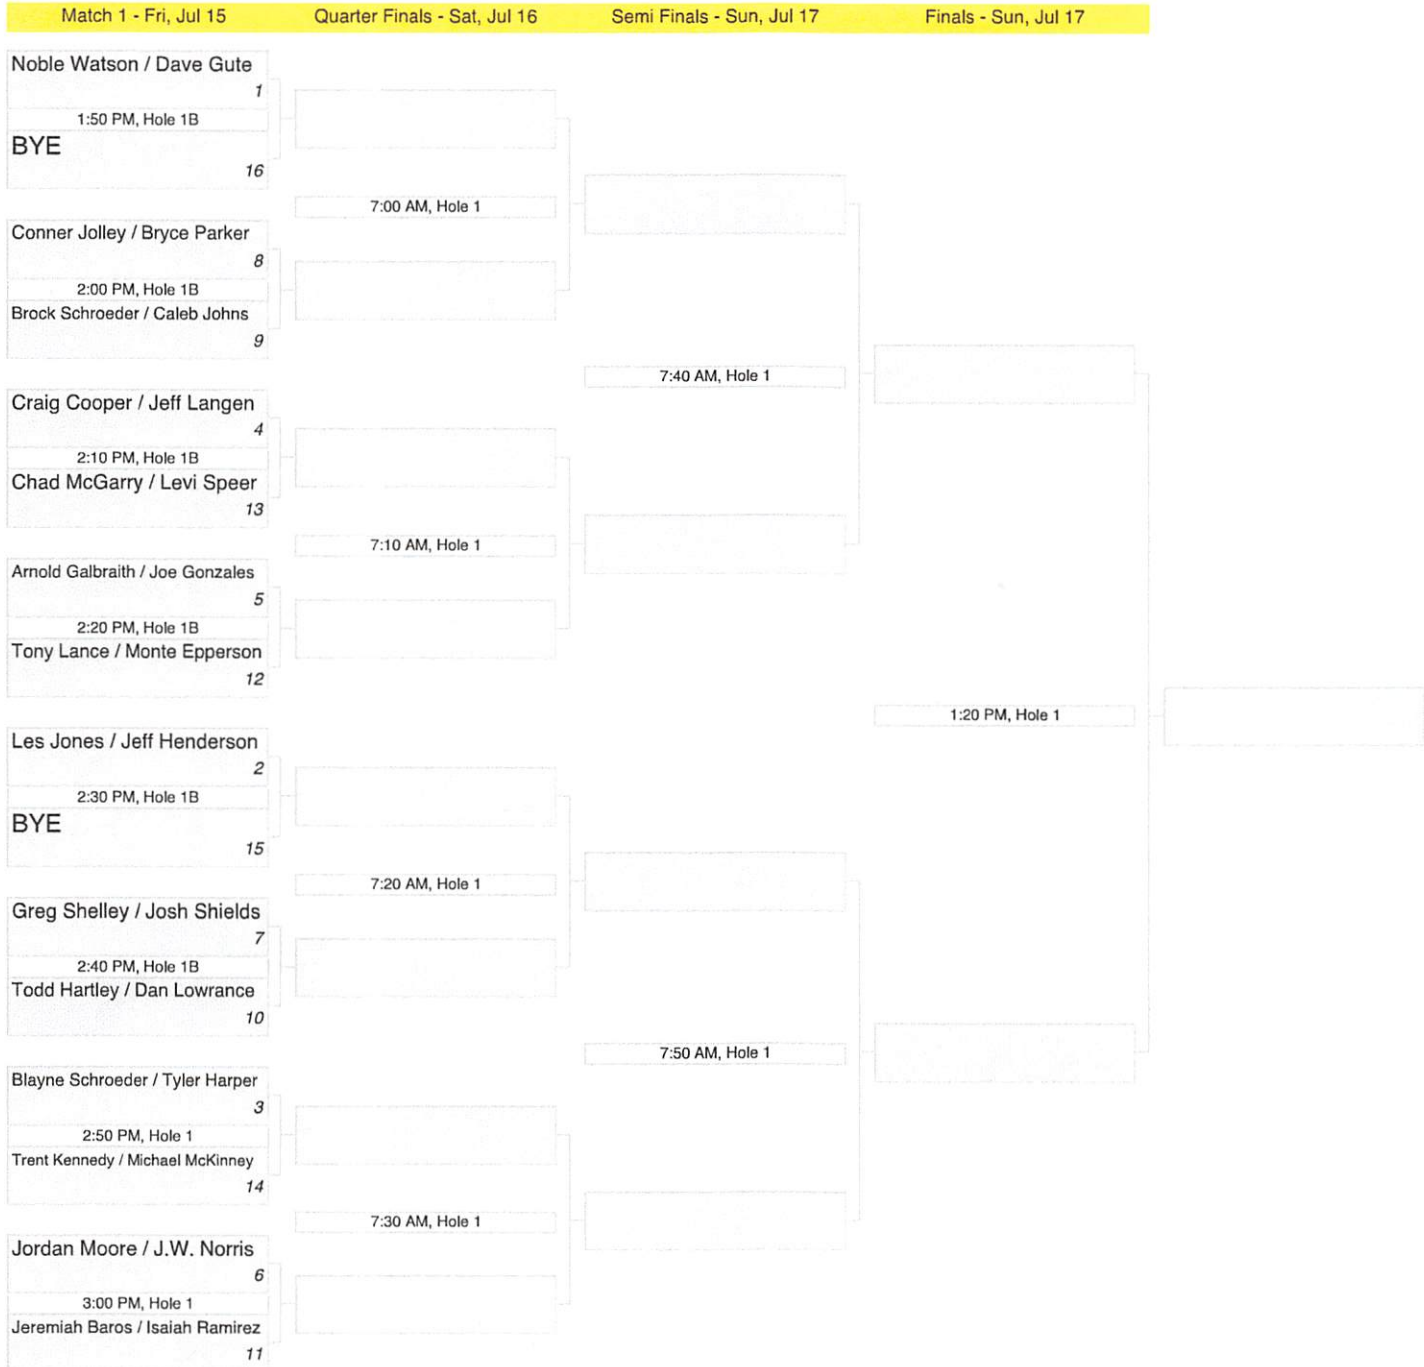 Match 1 - Fri, Jul 15
Quarter Finals - Sat, Jul 16
Semi Finals - Sun, Jul 17
Finals - Sun, Jul 17
Noble Watson / Dave Gute
1
1:50 PM, Hole 1B
BYE
16
Conner Jolley / Bryce Parker
8
2:00 PM, Hole 1B
Brock Schroeder / Caleb Johns
9
Craig Cooper / Jeff Langen
4
2:10 PM, Hole 1B
Chad McGarry / Levi Speer
13
Arnold Galbraith / Joe Gonzales
5
2:20 PM, Hole 1B
Tony Lance / Monte Epperson
12
Les Jones / Jeff Henderson
2
2:30 PM, Hole 1B
BYE
15
Greg Shelley / Josh Shields
7
2:40 PM, Hole 1B
Todd Hartley / Dan Lowrance
10
Blayne Schroeder / Tyler Harper
3
2:50 PM, Hole 1
Trent Kennedy / Michael McKinney
14
Jordan Moore / J.W. Norris
6
3:00 PM, Hole 1
Jeremiah Baros / Isaiah Ramirez
11
7:00 AM, Hole 1
7:10 AM, Hole 1
7:20 AM, Hole 1
7:30 AM, Hole 1
7:40 AM, Hole 1
7:50 AM, Hole 1
1:20 PM, Hole 1